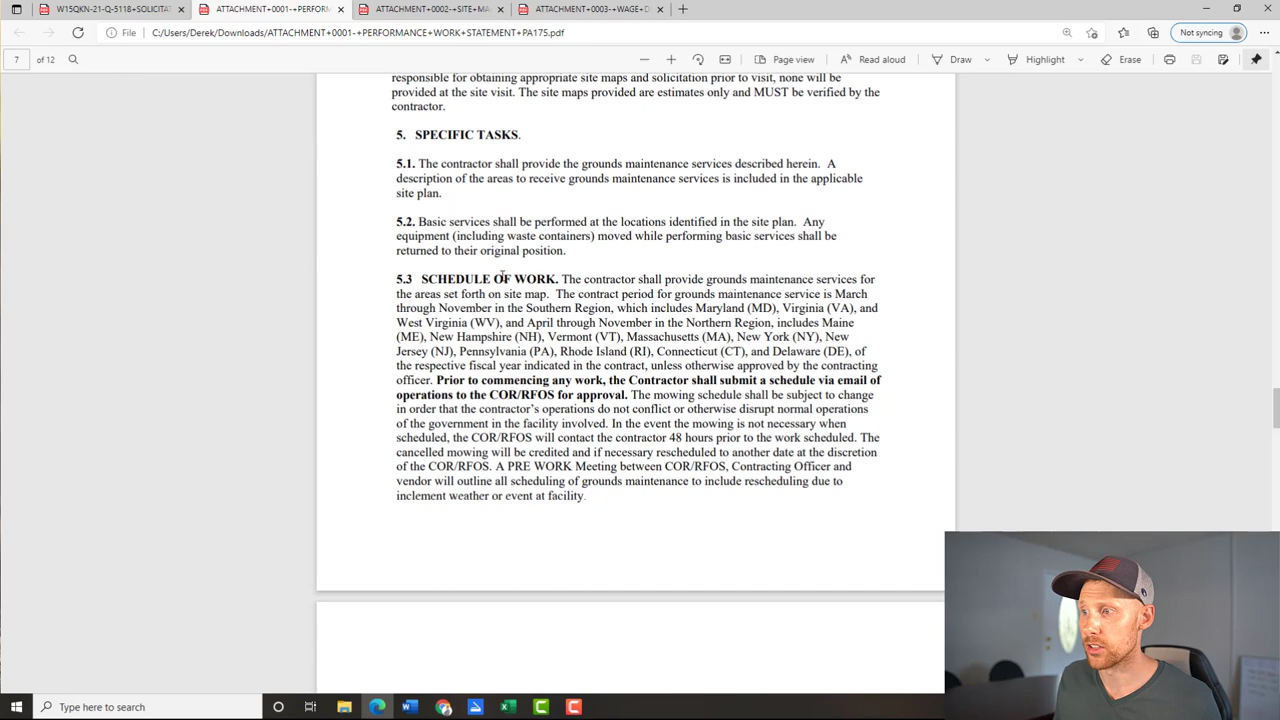 W15QKN-21-Q-5118+SOLICITAT
ATTACHMENT+0001-+PERFORM
ATTACHMENT+0002-+SITE+MA
ATTACHMENT+0003-+WAGE+D
File
C:/Users/Derek/Downloads/ATTACHMENT+0001-+PERFORMANCE+WORK+STATEMENT+PA175.pdf
Not syncing
7 of 12
Page view
Read aloud
Draw
Highlight
Erase
responsible for obtaining appropriate site maps and solicitation prior to visit, none will be
provided at the site visit. The site maps provided are estimates only and MUST be verified by the
contractor.
5. SPECIFIC TASKS.
5.1. The contractor shall provide the grounds maintenance services described herein. A
description of the areas to receive grounds maintenance services is included in the applicable
site plan.
5.2. Basic services shall be performed at the locations identified in the site plan. Any
equipment (including waste containers) moved while performing basic services shall be
returned to their original position.
5.3 SCHEDULE OF WORK. The contractor shall provide grounds maintenance services for
the areas set forth on site map. The contract period for grounds maintenance service is March
through November in the Southern Region, which includes Maryland (MD), Virginia (VA), and
West Virginia (WV), and April through November in the Northern Region, includes Maine
(ME), New Hampshire (NH), Vermont (VT), Massachusetts (MA), New York (NY), New
Jersey (NJ), Pennsylvania (PA), Rhode Island (RI), Connecticut (CT), and Delaware (DE), of
the respective fiscal year indicated in the contract, unless otherwise approved by the contracting
officer. Prior to commencing any work, the Contractor shall submit a schedule via email of
operations to the COR/RFOS for approval. The mowing schedule shall be subject to change
in order that the contractor's operations do not conflict or otherwise disrupt normal operations
of the government in the facility involved. In the event the mowing is not necessary when
scheduled, the COR/RFOS will contact the contractor 48 hours prior to the work scheduled. The
cancelled mowing will be credited and if necessary rescheduled to another date at the discretion
of the COR/RFOS. A PRE WORK Meeting between COR/RFOS, Contracting Officer and
vendor will outline all scheduling of grounds maintenance to include rescheduling due to
inclement weather or event at facility.
Type here to search